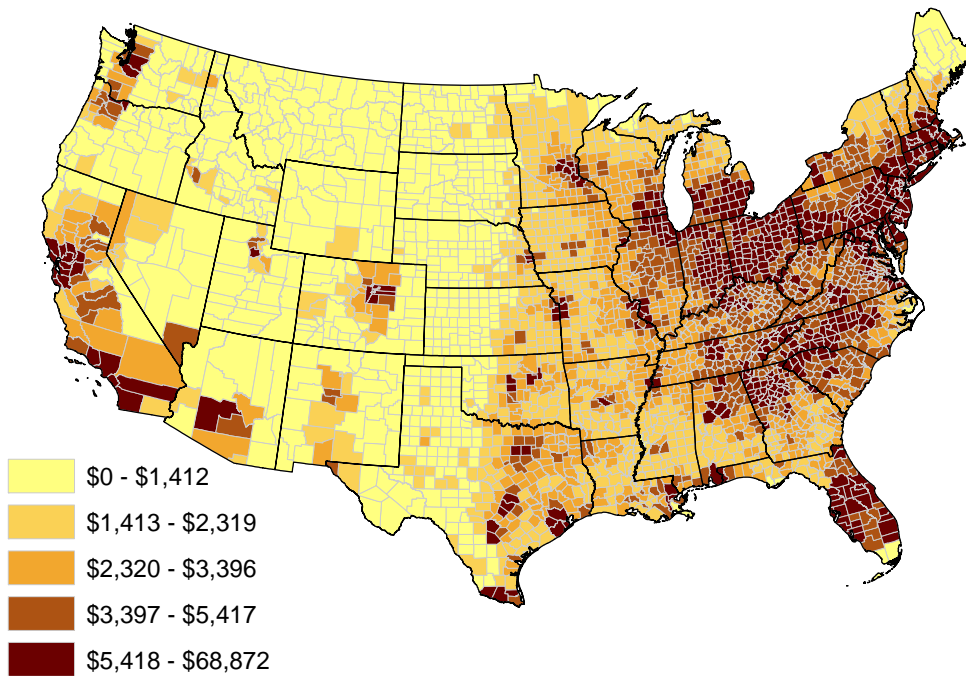 $0 - $1,412
$1,413 - $2,319
$2,320 - $3,396
$3,397 - $5,417
$5,418 - $68,872